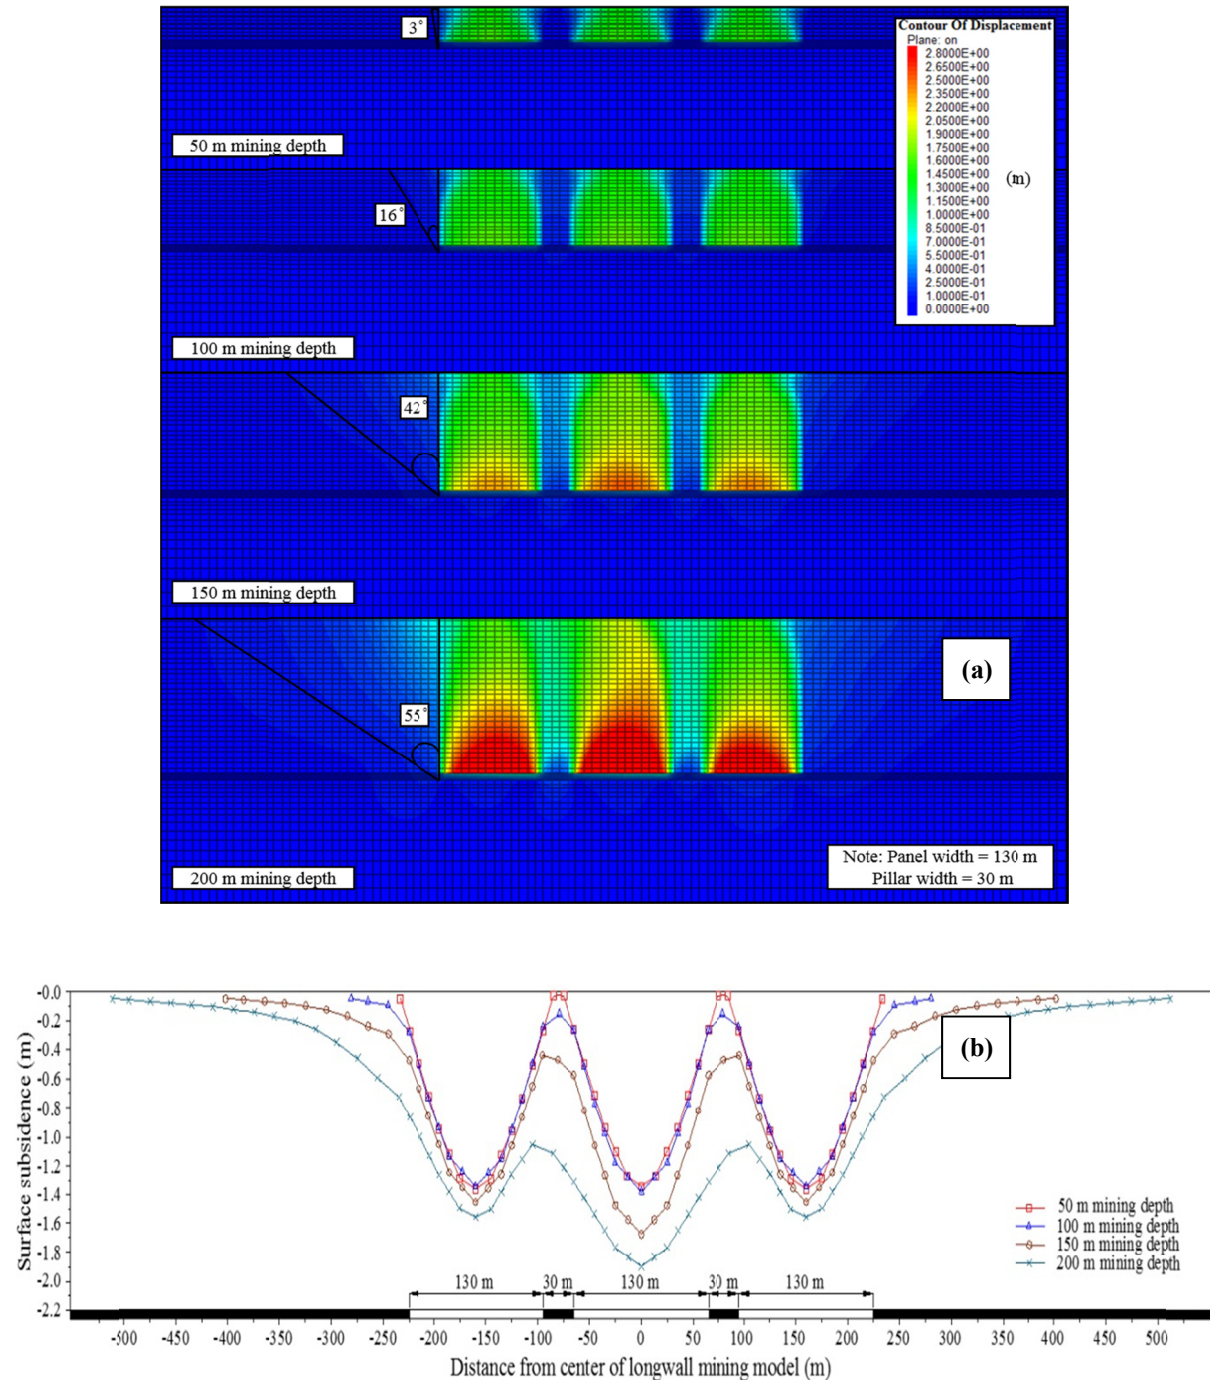 3°
Contour Of Displacement
Plane: on
2.8000E+00
2.6500E+00
2.5000E+00
2.3500E+00
2.2000E+00
2.0500E+00
1.9000E+00
1.7500E+00
1.6000E+00
1.4500E+00
1.3000E+00
1.1500E+00
1.0000E+00
8.5000E-01
7.0000E-01
5.5000E-01
4.0000E-01
2.5000E-01
1.0000E-01
0.0000E+00
(m)
50 m mining depth
16°
100 m mining depth
42°
150 m mining depth
(a)
55°
200 m mining depth
Note: Panel width = 130 m
Pillar width = 30 m
Surface subsidence (m)
-0.0
-0.2
-0.4
-0.6
-0.8
-1.0
-1.2
-1.4
-1.6
-1.8
-2.0
-2.2
(b)
50 m mining depth
100 m mining depth
150 m mining depth
200 m mining depth
130 m 30 m 130 m 30 m 130 m
-500 -450 -400 -350 -300 -250 -200 -150 -100 -50 0 50 100 150 200 250 300 350 400 450 500
Distance from center of longwall mining model (m)